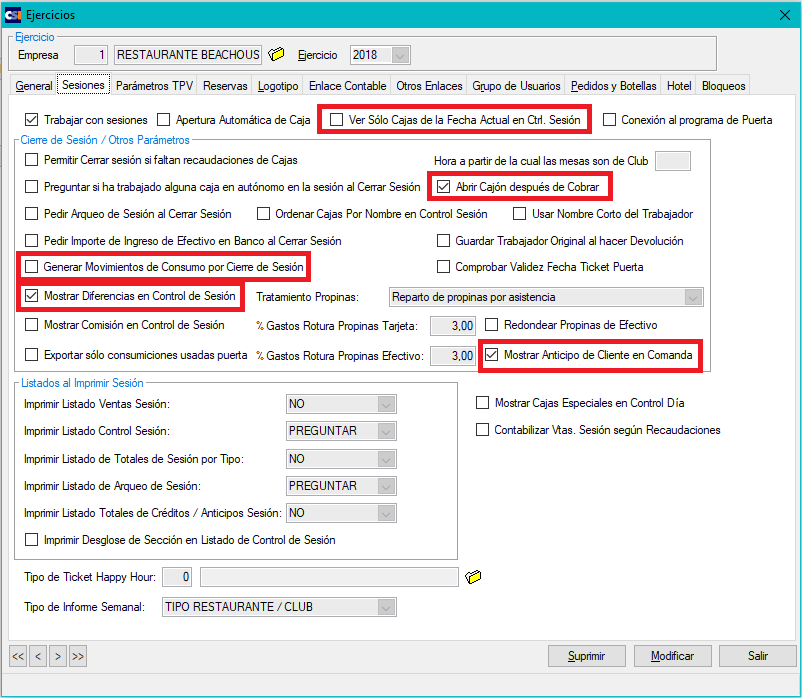 CSI Ejercicios
Ejercicio
Empresa 1 RESTAURANTE BEACHOUS Ejercicio 2018
General Sesiones Parámetros TPV Reservas Logotipo Enlace Contable Otros Enlaces Grupo de Usuarios Pedidos y Botellas Hotel Bloqueos
Trabajar con sesiones Apertura Automática de Caja Ver Sólo Cajas de la Fecha Actual en Ctrl. Sesión Conexión al programa de Puerta
Cierre de Sesión / Otros Parámetros
Permitir Cerrar sesión si faltan recaudaciones de Cajas Hora a partir de la cual las mesas son de Club
Preguntar si ha trabajado alguna caja en autónomo en la sesión al Cerrar Sesión Abrir Cajón después de Cobrar
Pedir Arqueo de Sesión al Cerrar Sesión Ordenar Cajas Por Nombre en Control Sesión Usar Nombre Corto del Trabajador
Pedir Importe de Ingreso de Efectivo en Banco al Cerrar Sesión Guardar Trabajador Original al hacer Devolución
Generar Movimientos de Consumo por Cierre de Sesión Comprobar Validez Fecha Ticket Puerta
Mostrar Diferencias en Control de Sesión Tratamiento Propinas: Reparto de propinas por asistencia
Mostrar Comisión en Control de Sesión % Gastos Rotura Propinas Tarjeta: 3,00 Redondear Propinas de Efectivo
Exportar sólo consumiciones usadas puerta % Gastos Rotura Propinas Efectivo: 3,00 Mostrar Anticipo de Cliente en Comanda
Listados al Imprimir Sesión
Imprimir Listado Ventas Sesión: NO Mostrar Cajas Especiales en Control Día
Imprimir Listado Control Sesión: PREGUNTAR Contabilizar Vtas. Sesión según Recaudaciones
Imprimir Listado de Totales de Sesión por Tipo: NO
Imprimir Listado de Arqueo de Sesión: PREGUNTAR
Imprimir Listado Totales de Créditos / Anticipos Sesión: NO
Imprimir Desglose de Sección en Listado de Control de Sesión
Tipo de Ticket Happy Hour: 0
Tipo de Informe Semanal: TIPO RESTAURANTE / CLUB
<< < > >> Suprimir Modificar Salir